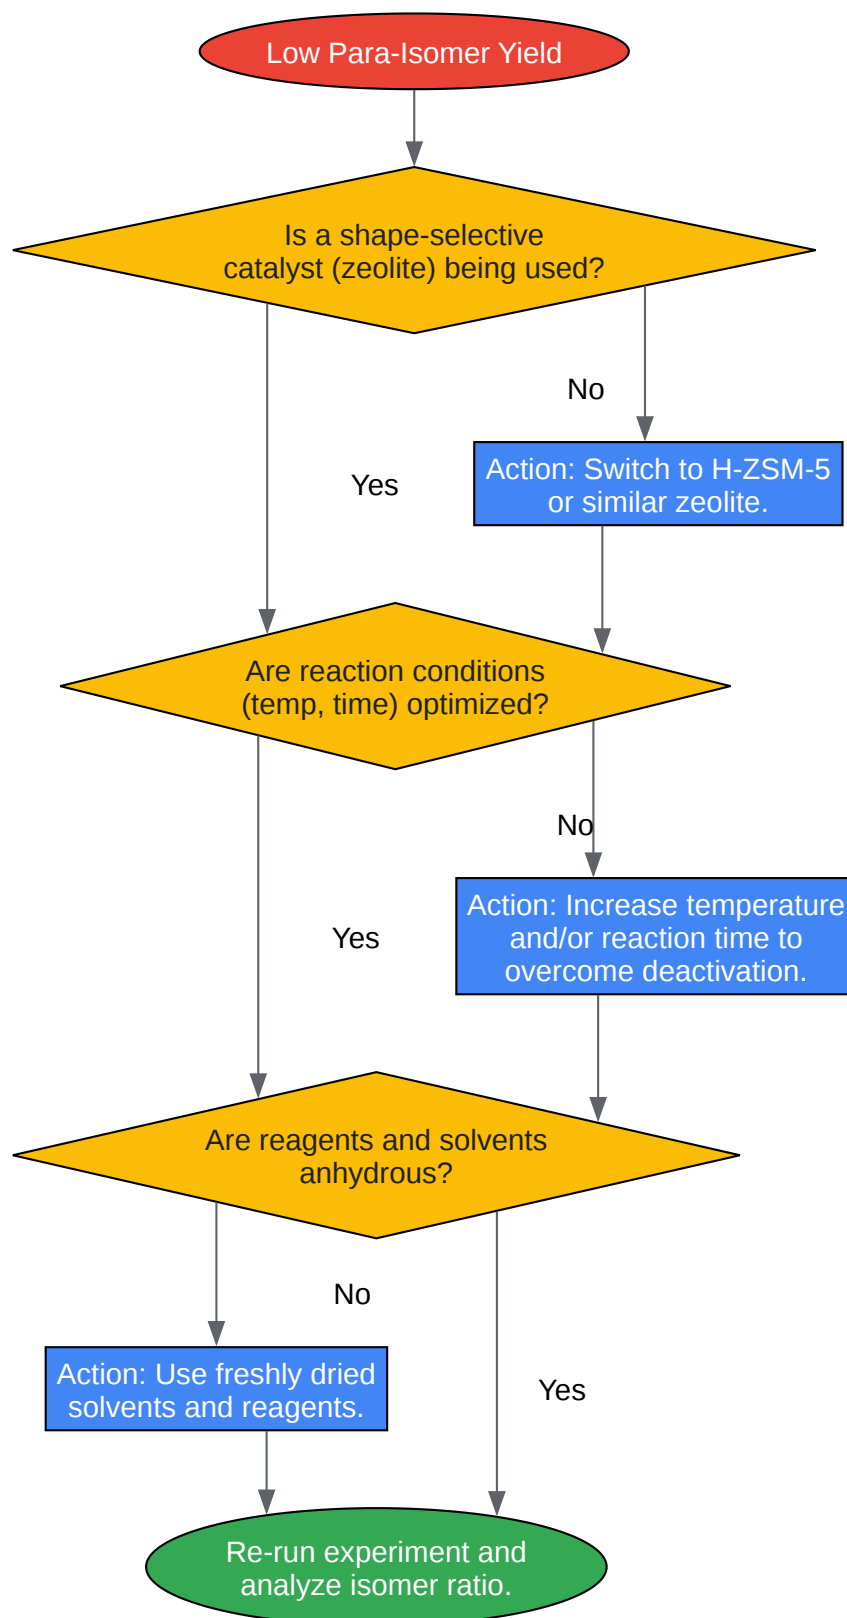 Low Para-Isomer Yield
Is a shape-selective
catalyst (zeolite) being used?
No
Action: Switch to H-ZSM-5
or similar zeolite.
Yes
Are reaction conditions
(temp, time) optimized?
No
Action: Increase temperature
and/or reaction time to
overcome deactivation.
Yes
Are reagents and solvents
anhydrous?
No
Action: Use freshly dried
solvents and reagents.
Yes
Re-run experiment and
analyze isomer ratio.